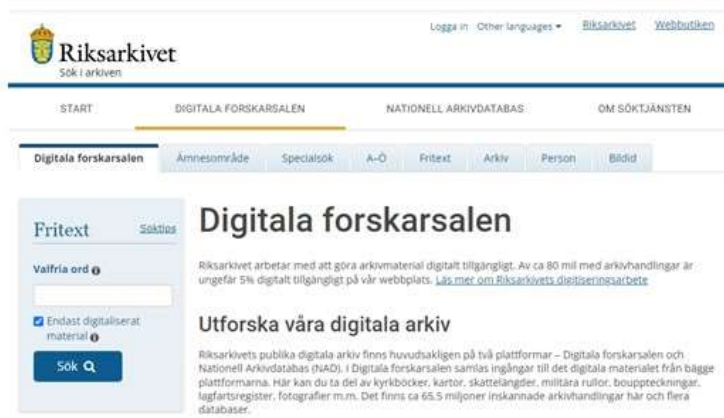 Logga in Other languages Riksarkivet Webbutiken
Riksarkivet
Sök i arkiven
START DIGITALA FORSKARSALEN NATIONELL ARKIVDATABAS OM SÖKTJÄNSTEN
Digitala forskarsalen Ämnesområde Specialsök A-Ö Fritext Arkiv Person Bildid
Fritext Söktips
Valfria ord
Endast digitaliserat
material
Sök
Digitala forskarsalen
Riksarkivet arbetar med att göra arkivmaterial digitalt tillgängligt. Av ca 80 mil med arkivhandlingar är
ungefär 5% digitalt tillgängligt på vår webbplats. Läs mer om Riksarkivets digitiseringsarbete
Utforska våra digitala arkiv
Riksarkivets publika digitala arkiv finns huvudsakligen på två plattformar – Digitala forskarsalen och
Nationell Arkivdatabas (NAD). I Digitala forskarsalen samlas ingångar till det digitala materialet från bägge
plattformarna. Här kan du ta del av kyrkböcker, kartor, skattelängder, militära rullor, bouppteckningar,
lagfartsregister, fotografier m.m. Det finns ca 65,5 miljoner inskannade arkivhandlingar här och flera
databaser.